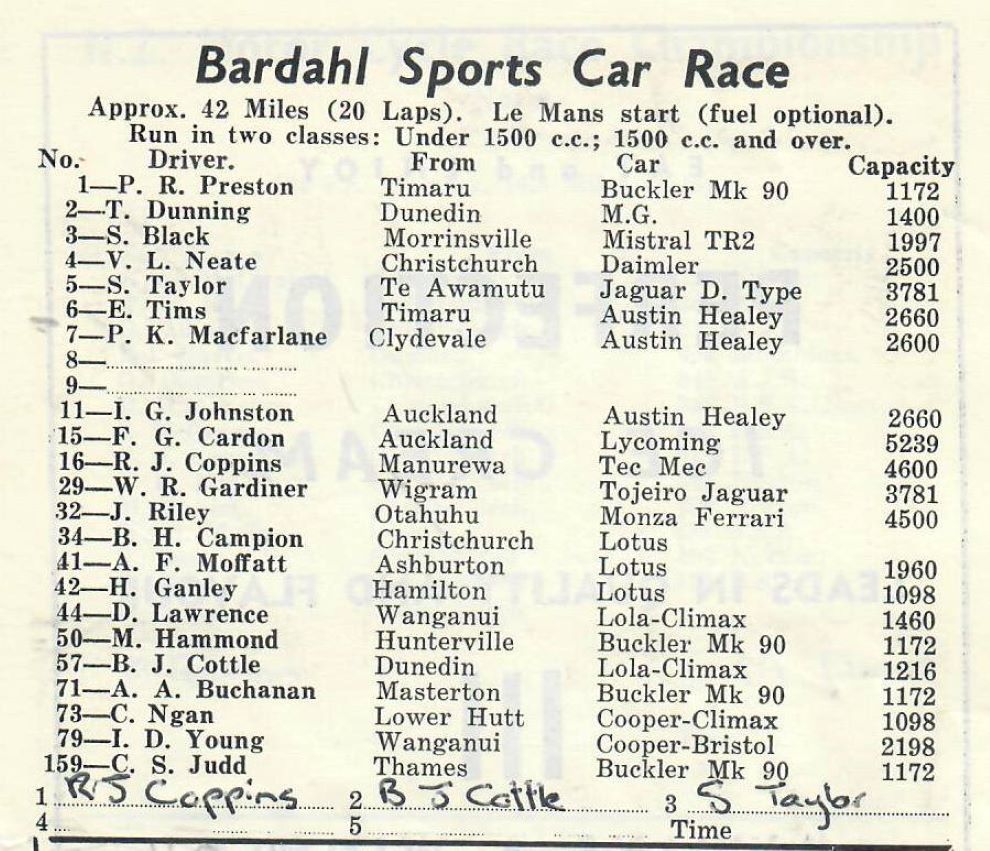 Bardahl Sports Car Race
Approx. 42 Miles (20 Laps). Le Mans start (fuel optional).
Run in two classes: Under 1500 c.c.; 1500 c.c. and over.
No. Driver. From Car Capacity
1—P. R. Preston Timaru Buckler Mk 90 1172
2—T. Dunning Dunedin M.G. 1400
3—S. Black Morrinsville Mistral TR2 1997
4—V. L. Neate Christchurch Daimler 2500
5—S. Taylor Te Awamutu Jaguar D. Type 3781
6—E. Tims Timaru Austin Healey 2660
7—P. K. Macfarlane Clydevale Austin Healey 2600
8—
9—
11—I. G. Johnston Auckland Austin Healey 2660
15—F. G. Cardon Auckland Lycoming 5239
16—R. J. Coppins Manurewa Tec Mec 4600
29—W. R. Gardiner Wigram Tojeiro Jaguar 3781
32—J. Riley Otahuhu Monza Ferrari 4500
34—B. H. Campion Christchurch Lotus
41—A. F. Moffatt Ashburton Lotus 1960
42—H. Ganley Hamilton Lotus 1098
44—D. Lawrence Wanganui Lola-Climax 1460
50—M. Hammond Hunterville Buckler Mk 90 1172
57—B. J. Cottle Dunedin Lola-Climax 1216
71—A. A. Buchanan Masterton Buckler Mk 90 1172
73—C. Ngan Lower Hutt Cooper-Climax 1098
79—I. D. Young Wanganui Cooper-Bristol 2198
159—C. S. Judd Thames Buckler Mk 90 1172
1 RJ Coppins 2 B J Cottle 3 S Taylor
4 5 Time